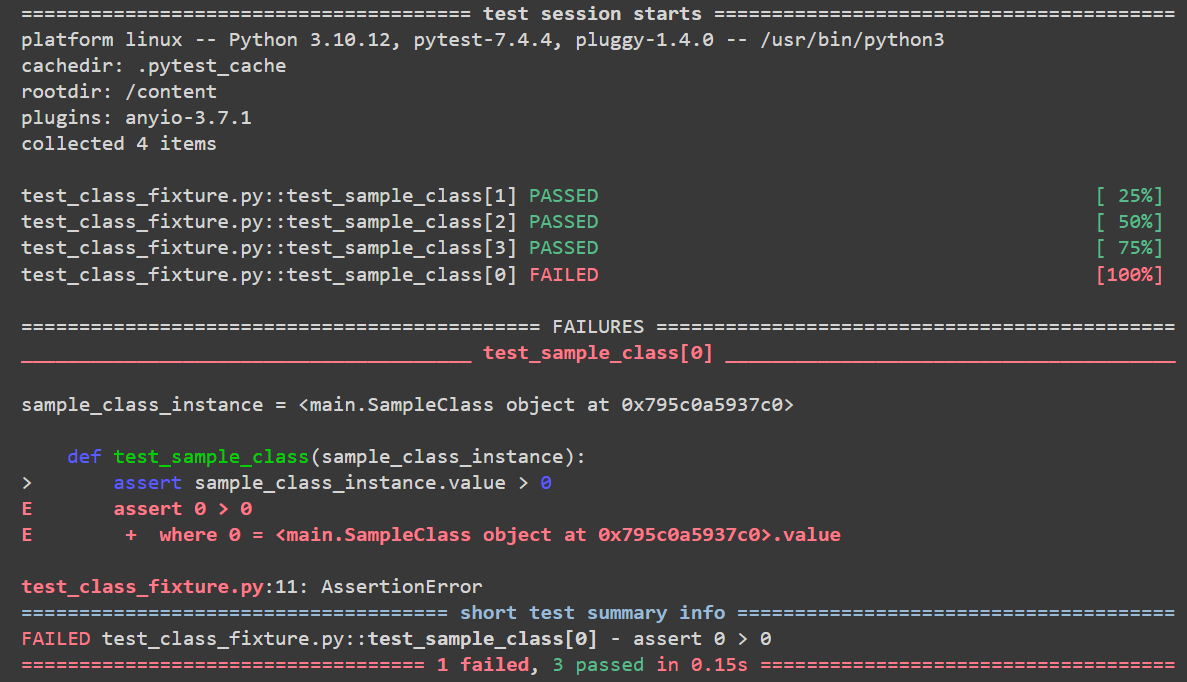 ======================================= test session starts ========================================
platform linux -- Python 3.10.12, pytest-7.4.4, pluggy-1.4.0 -- /usr/bin/python3
cachedir: .pytest_cache
rootdir: /content
plugins: anyio-3.7.1
collected 4 items
test_class_fixture.py::test_sample_class[1] PASSED [ 25%]
test_class_fixture.py::test_sample_class[2] PASSED [ 50%]
test_class_fixture.py::test_sample_class[3] PASSED [ 75%]
test_class_fixture.py::test_sample_class[0] FAILED [100%]
============================================= FAILURES =============================================
_______________________________________ test_sample_class[0] _______________________________________
sample_class_instance = <main.SampleClass object at 0x795c0a5937c0>
def test_sample_class(sample_class_instance):
> assert sample_class_instance.value > 0
E assert 0 > 0
E + where 0 = <main.SampleClass object at 0x795c0a5937c0>.value
test_class_fixture.py:11: AssertionError
===================================== short test summary info ======================================
FAILED test_class_fixture.py::test_sample_class[0] - assert 0 > 0
=================================== 1 failed, 3 passed in 0.15s ====================================